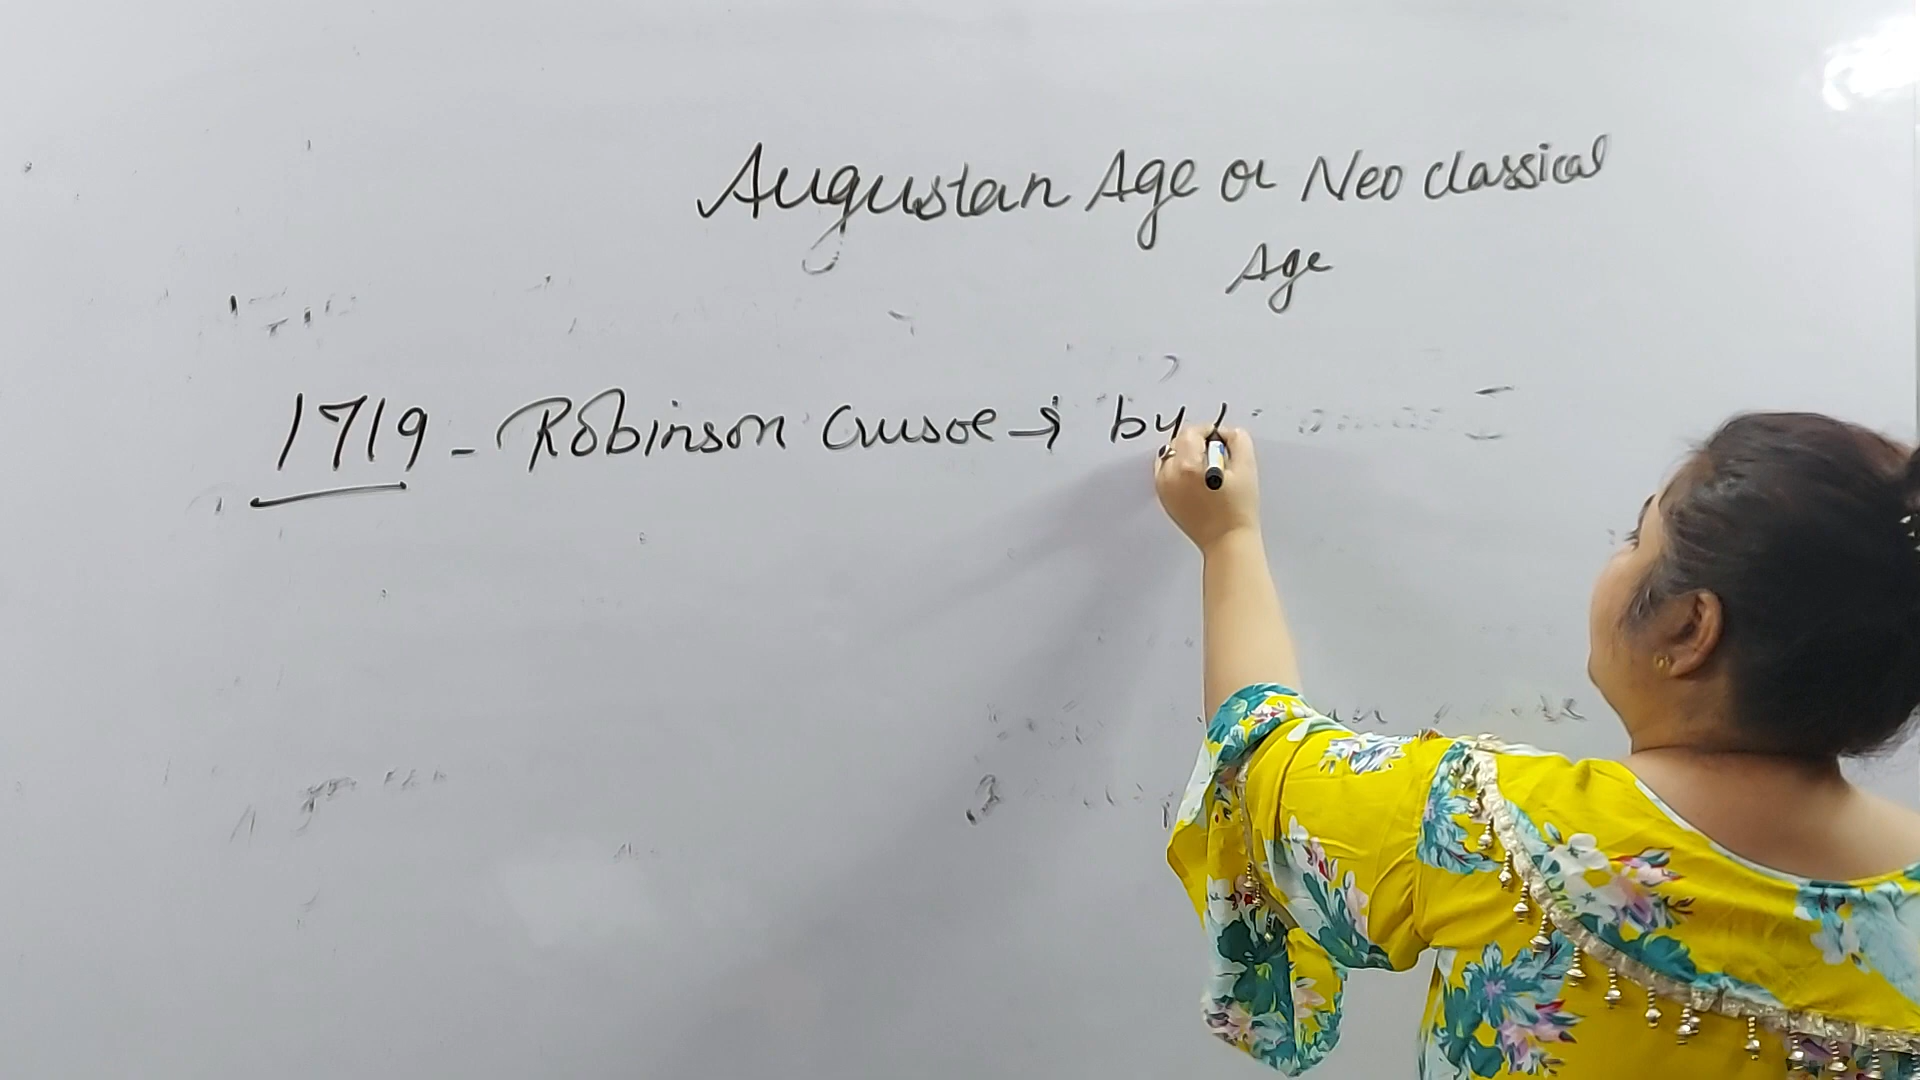 Augustan Age or Neo classical
Age
1719 - Robinson Crusoe → by